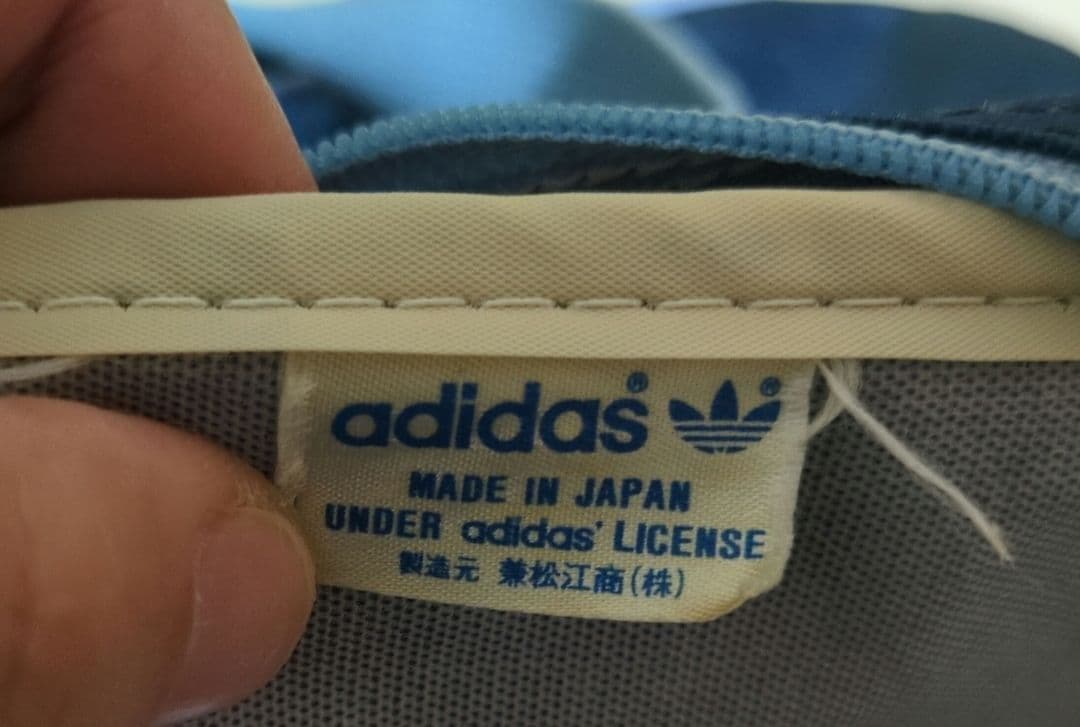 adidas® ®
MADE IN JAPAN
UNDER adidas' LICENSE
製造元 兼松江商(株)